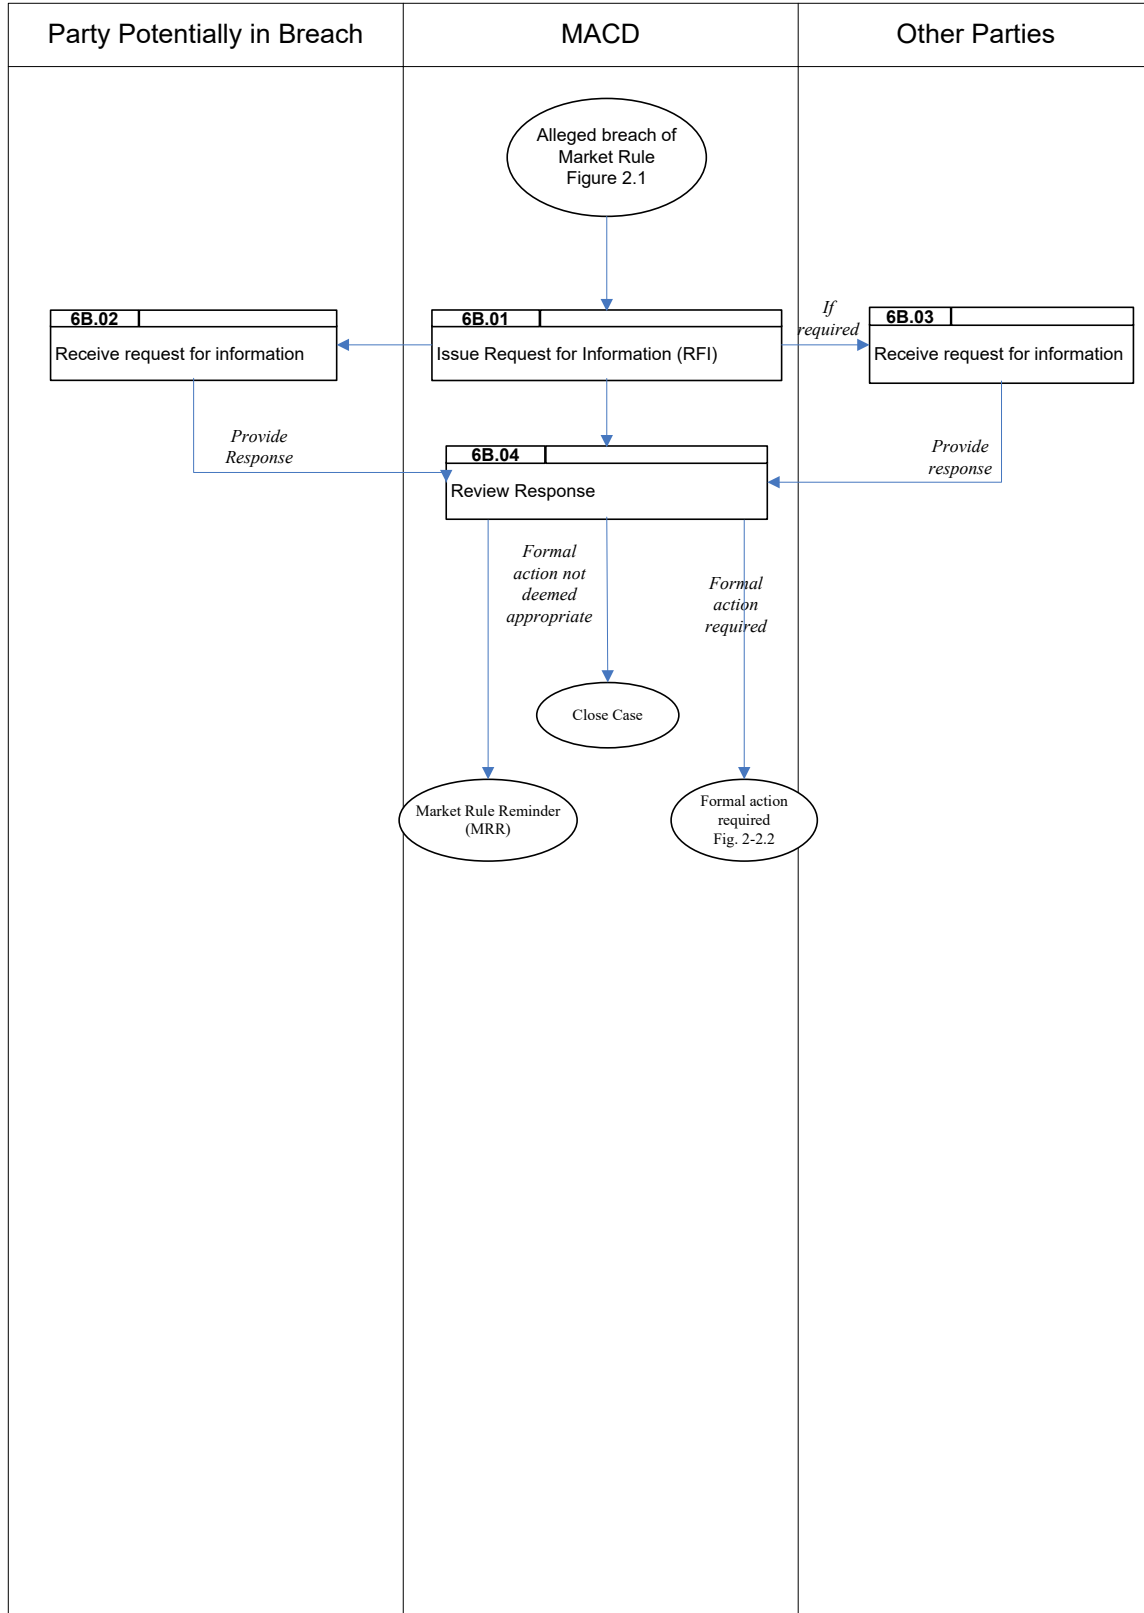 Party Potentially in Breach
MACD
Other Parties
Alleged breach of
Market Rule
Figure 2.1
6B.02
Receive request for information
6B.01
Issue Request for Information (RFI)
If
required
6B.03
Receive request for information
Provide
Response
6B.04
Review Response
Provide
response
Formal
action not
deemed
appropriate
Formal
action
required
Close Case
Market Rule Reminder
(MRR)
Formal action
required
Fig. 2-2.2